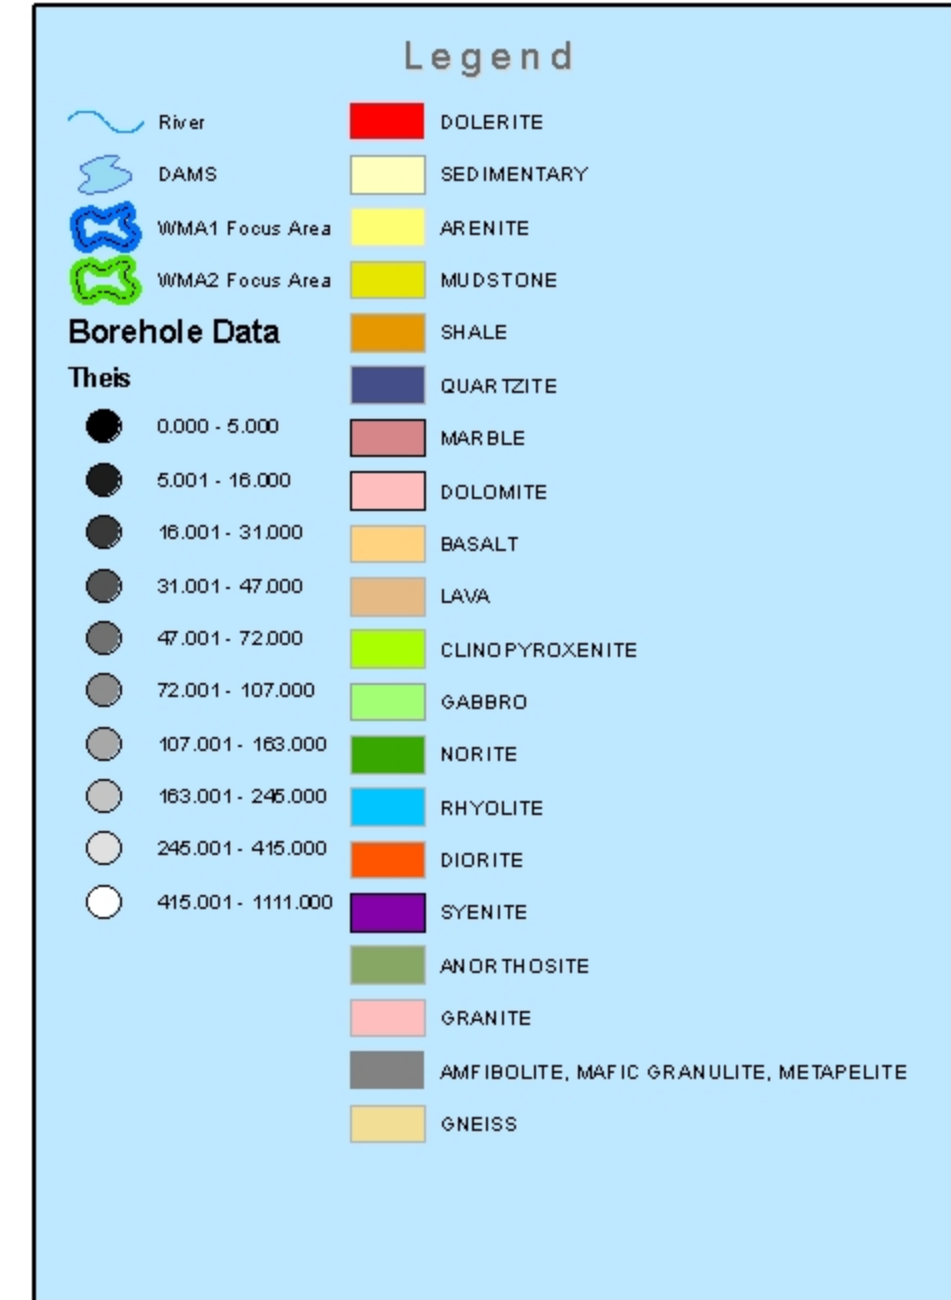 Legend
River
DAMS
WMA1 Focus Area
WMA2 Focus Area
Borehole Data
Theis
0.000 - 5.000
5.001 - 16.000
16.001 - 31.000
31.001 - 47.000
47.001 - 72.000
72.001 - 107.000
107.001 - 163.000
163.001 - 245.000
245.001 - 415.000
415.001 - 1111.000
DOLERITE
SEDIMENTARY
ARENITE
MUDSTONE
SHALE
QUARTZITE
MARBLE
DOLOMITE
BASALT
LAVA
CLINOPYROXENITE
GABBRO
NORITE
RHYOLITE
DIORITE
SYENITE
ANORTHOSITE
GRANITE
AMFIBOLITE, MAFIC GRANULITE, METAPELITE
GNEISS